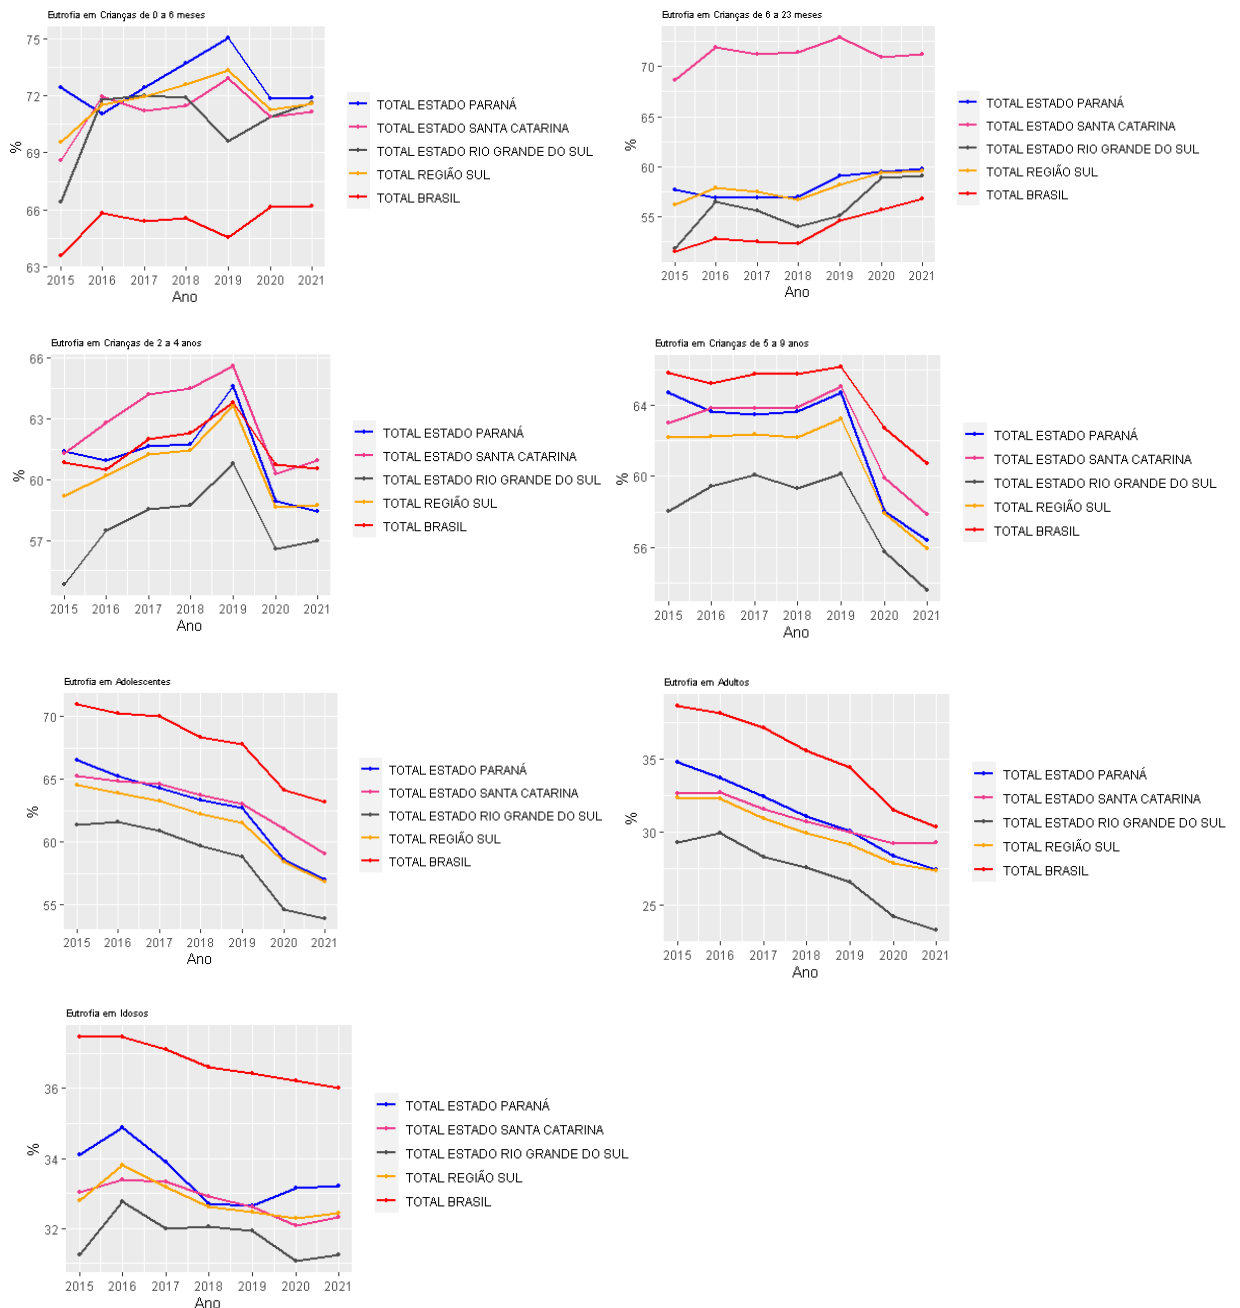 Eutrofia em Crianças de 0 a 6 meses
75
72
69
66
63
%
2015 2016 2017 2018 2019 2020 2021
Ano
TOTAL ESTADO PARANÁ
TOTAL ESTADO SANTA CATARINA
TOTAL ESTADO RIO GRANDE DO SUL
TOTAL REGIÃO SUL
TOTAL BRASIL
Eutrofia em Crianças de 6 a 23 meses
70
65
60
55
%
2015 2016 2017 2018 2019 2020 2021
Ano
TOTAL ESTADO PARANÁ
TOTAL ESTADO SANTA CATARINA
TOTAL ESTADO RIO GRANDE DO SUL
TOTAL REGIÃO SUL
TOTAL BRASIL
Eutrofia em Crianças de 2 a 4 anos
66
63
60
57
%
2015 2016 2017 2018 2019 2020 2021
Ano
TOTAL ESTADO PARANÁ
TOTAL ESTADO SANTA CATARINA
TOTAL ESTADO RIO GRANDE DO SUL
TOTAL REGIÃO SUL
TOTAL BRASIL
Eutrofia em Crianças de 5 a 9 anos
64
60
56
%
2015 2016 2017 2018 2019 2020 2021
Ano
TOTAL ESTADO PARANÁ
TOTAL ESTADO SANTA CATARINA
TOTAL ESTADO RIO GRANDE DO SUL
TOTAL REGIÃO SUL
TOTAL BRASIL
Eutrofia em Adolescentes
70
65
60
55
%
2015 2016 2017 2018 2019 2020 2021
Ano
TOTAL ESTADO PARANÁ
TOTAL ESTADO SANTA CATARINA
TOTAL ESTADO RIO GRANDE DO SUL
TOTAL REGIÃO SUL
TOTAL BRASIL
Eutrofia em Adultos
35
30
25
%
2015 2016 2017 2018 2019 2020 2021
Ano
TOTAL ESTADO PARANÁ
TOTAL ESTADO SANTA CATARINA
TOTAL ESTADO RIO GRANDE DO SUL
TOTAL REGIÃO SUL
TOTAL BRASIL
Eutrofia em Idosos
36
34
32
%
2015 2016 2017 2018 2019 2020 2021
Ano
TOTAL ESTADO PARANÁ
TOTAL ESTADO SANTA CATARINA
TOTAL ESTADO RIO GRANDE DO SUL
TOTAL REGIÃO SUL
TOTAL BRASIL